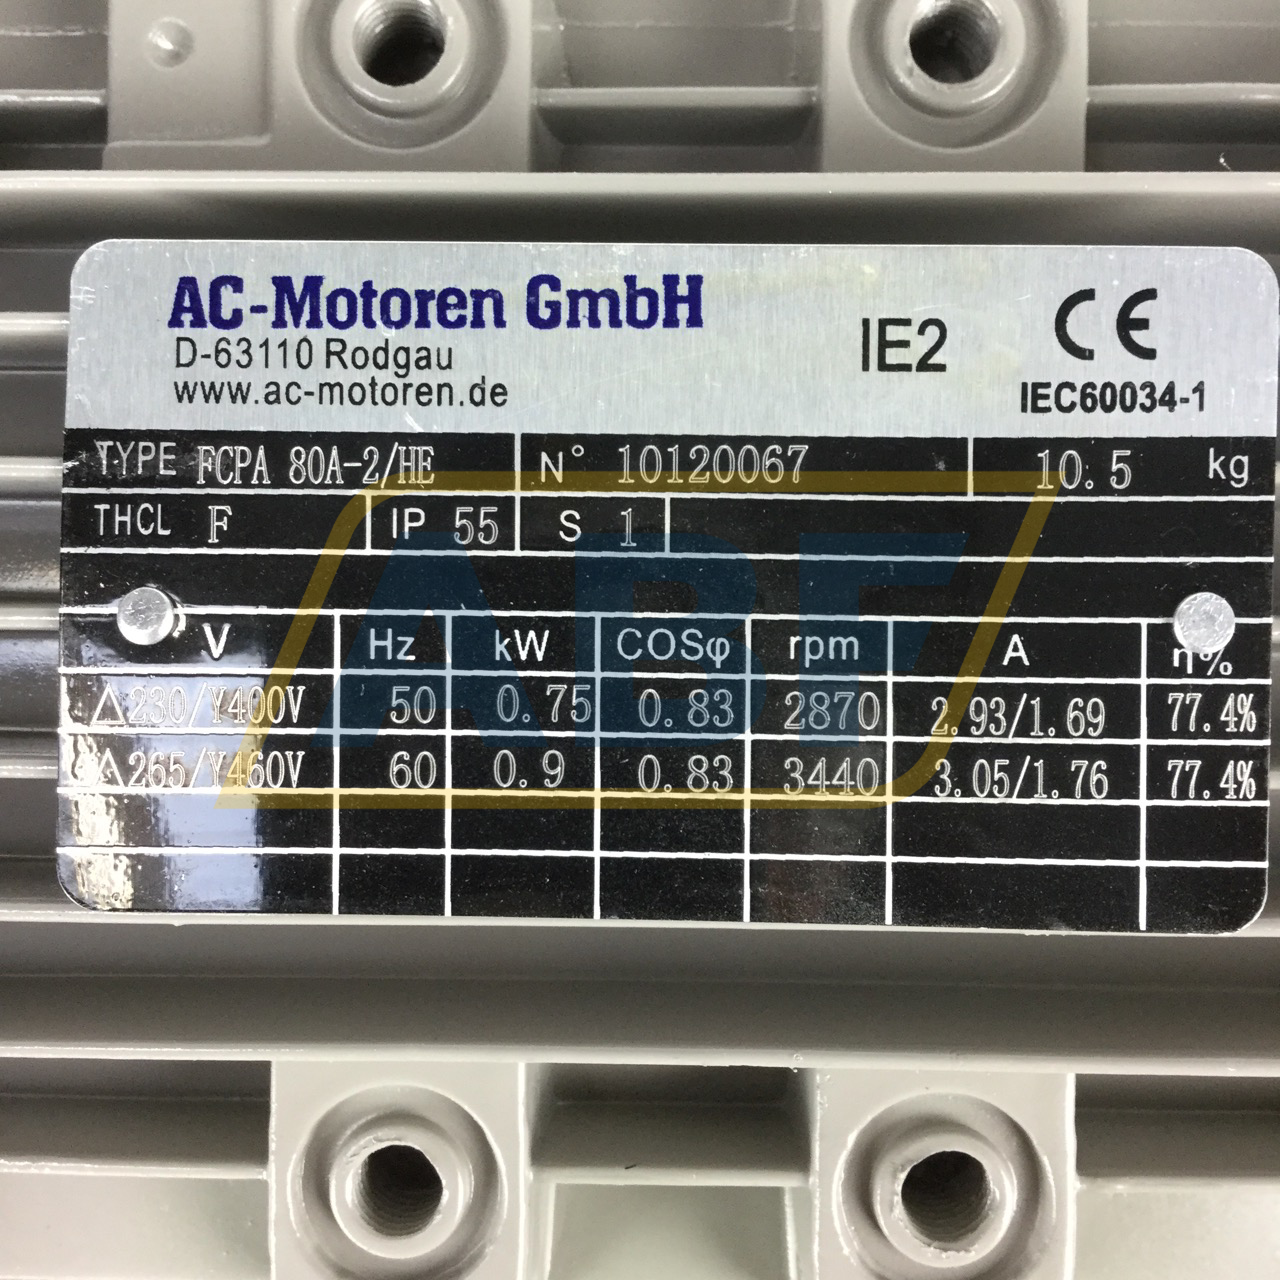 AC-Motoren GmbH
D-63110 Rodgau
www.ac-motoren.de
IE2
CE
IEC60034-1
TYPE FCPA 80A-2/HE N° 10120067 10.5 kg
THCL F IP 55 S 1
V Hz kW COSφ rpm A η%
△230/Y400V 50 0.75 0.83 2870 2.93/1.69 77.4%
△265/Y460V 60 0.9 0.83 3440 3.05/1.76 77.4%
ABF